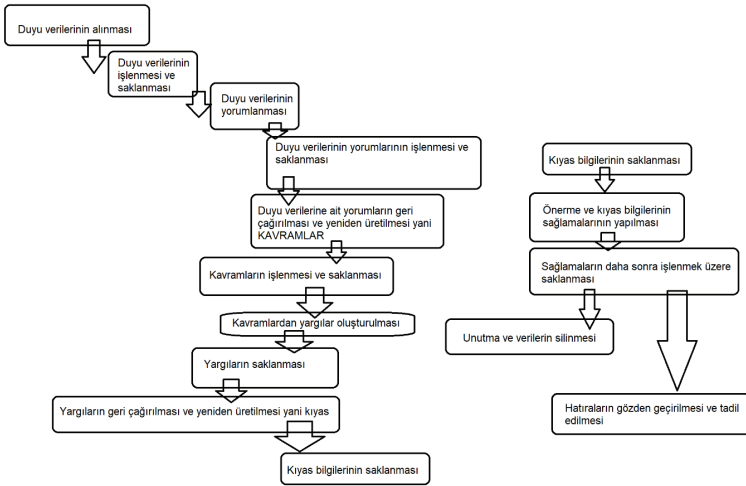 Duyu verilerinin alınması
Duyu verilerinin
işlenmesi ve
saklanması
Duyu verilerinin
yorumlanması
Duyu verilerinin yorumlarının işlenmesi ve
saklanması
Duyu verilerine ait yorumların geri
çağırılması ve yeniden üretilmesi yani
KAVRAMLAR
Kavramların işlenmesi ve saklanması
Kavramlardan yargılar oluşturulması
Yargıların saklanması
Yargıların geri çağırılması ve yeniden üretilmesi yani kıyas
Kıyas bilgilerinin saklanması
Kıyas bilgilerinin saklanması
Önerme ve kıyas bilgilerinin
sağlamalarının yapılması
Sağlamaların daha sonra işlenmek üzere
saklanması
Unutma ve verilerin silinmesi
Hatıraların gözden geçirilmesi ve tadil
edilmesi